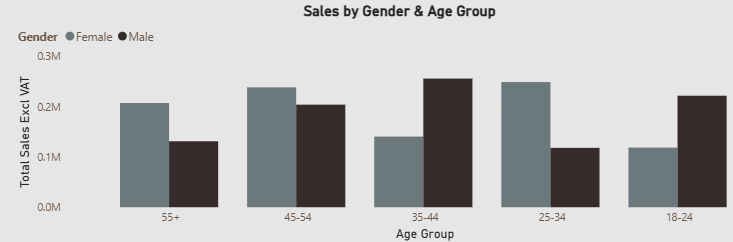 Sales by Gender & Age Group
Gender Female Male
Total Sales Excl VAT
0.3M
0.2M
0.1M
0.0M
55+ 45-54 35-44 25-34 18-24
Age Group